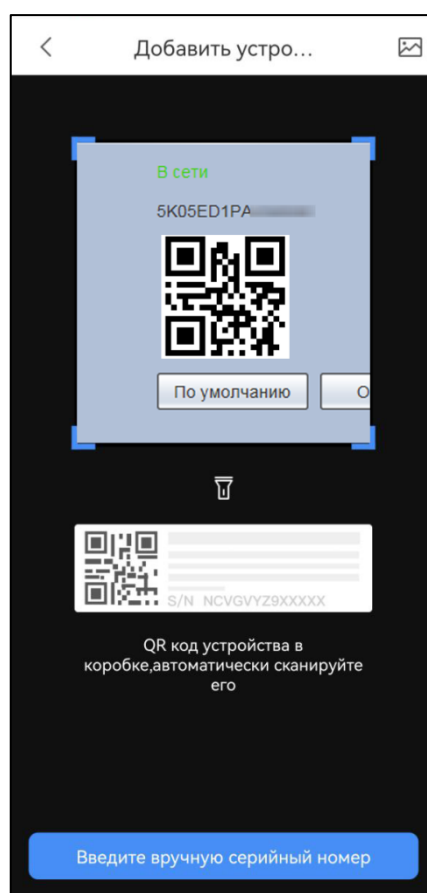 Добавить устро...
В сети
5K05ED1PA
По умолчанию
О
S/N NCVGVYZ9XXXXX
QR код устройства в
коробке,автоматически сканируйте
его
Введите вручную серийный номер